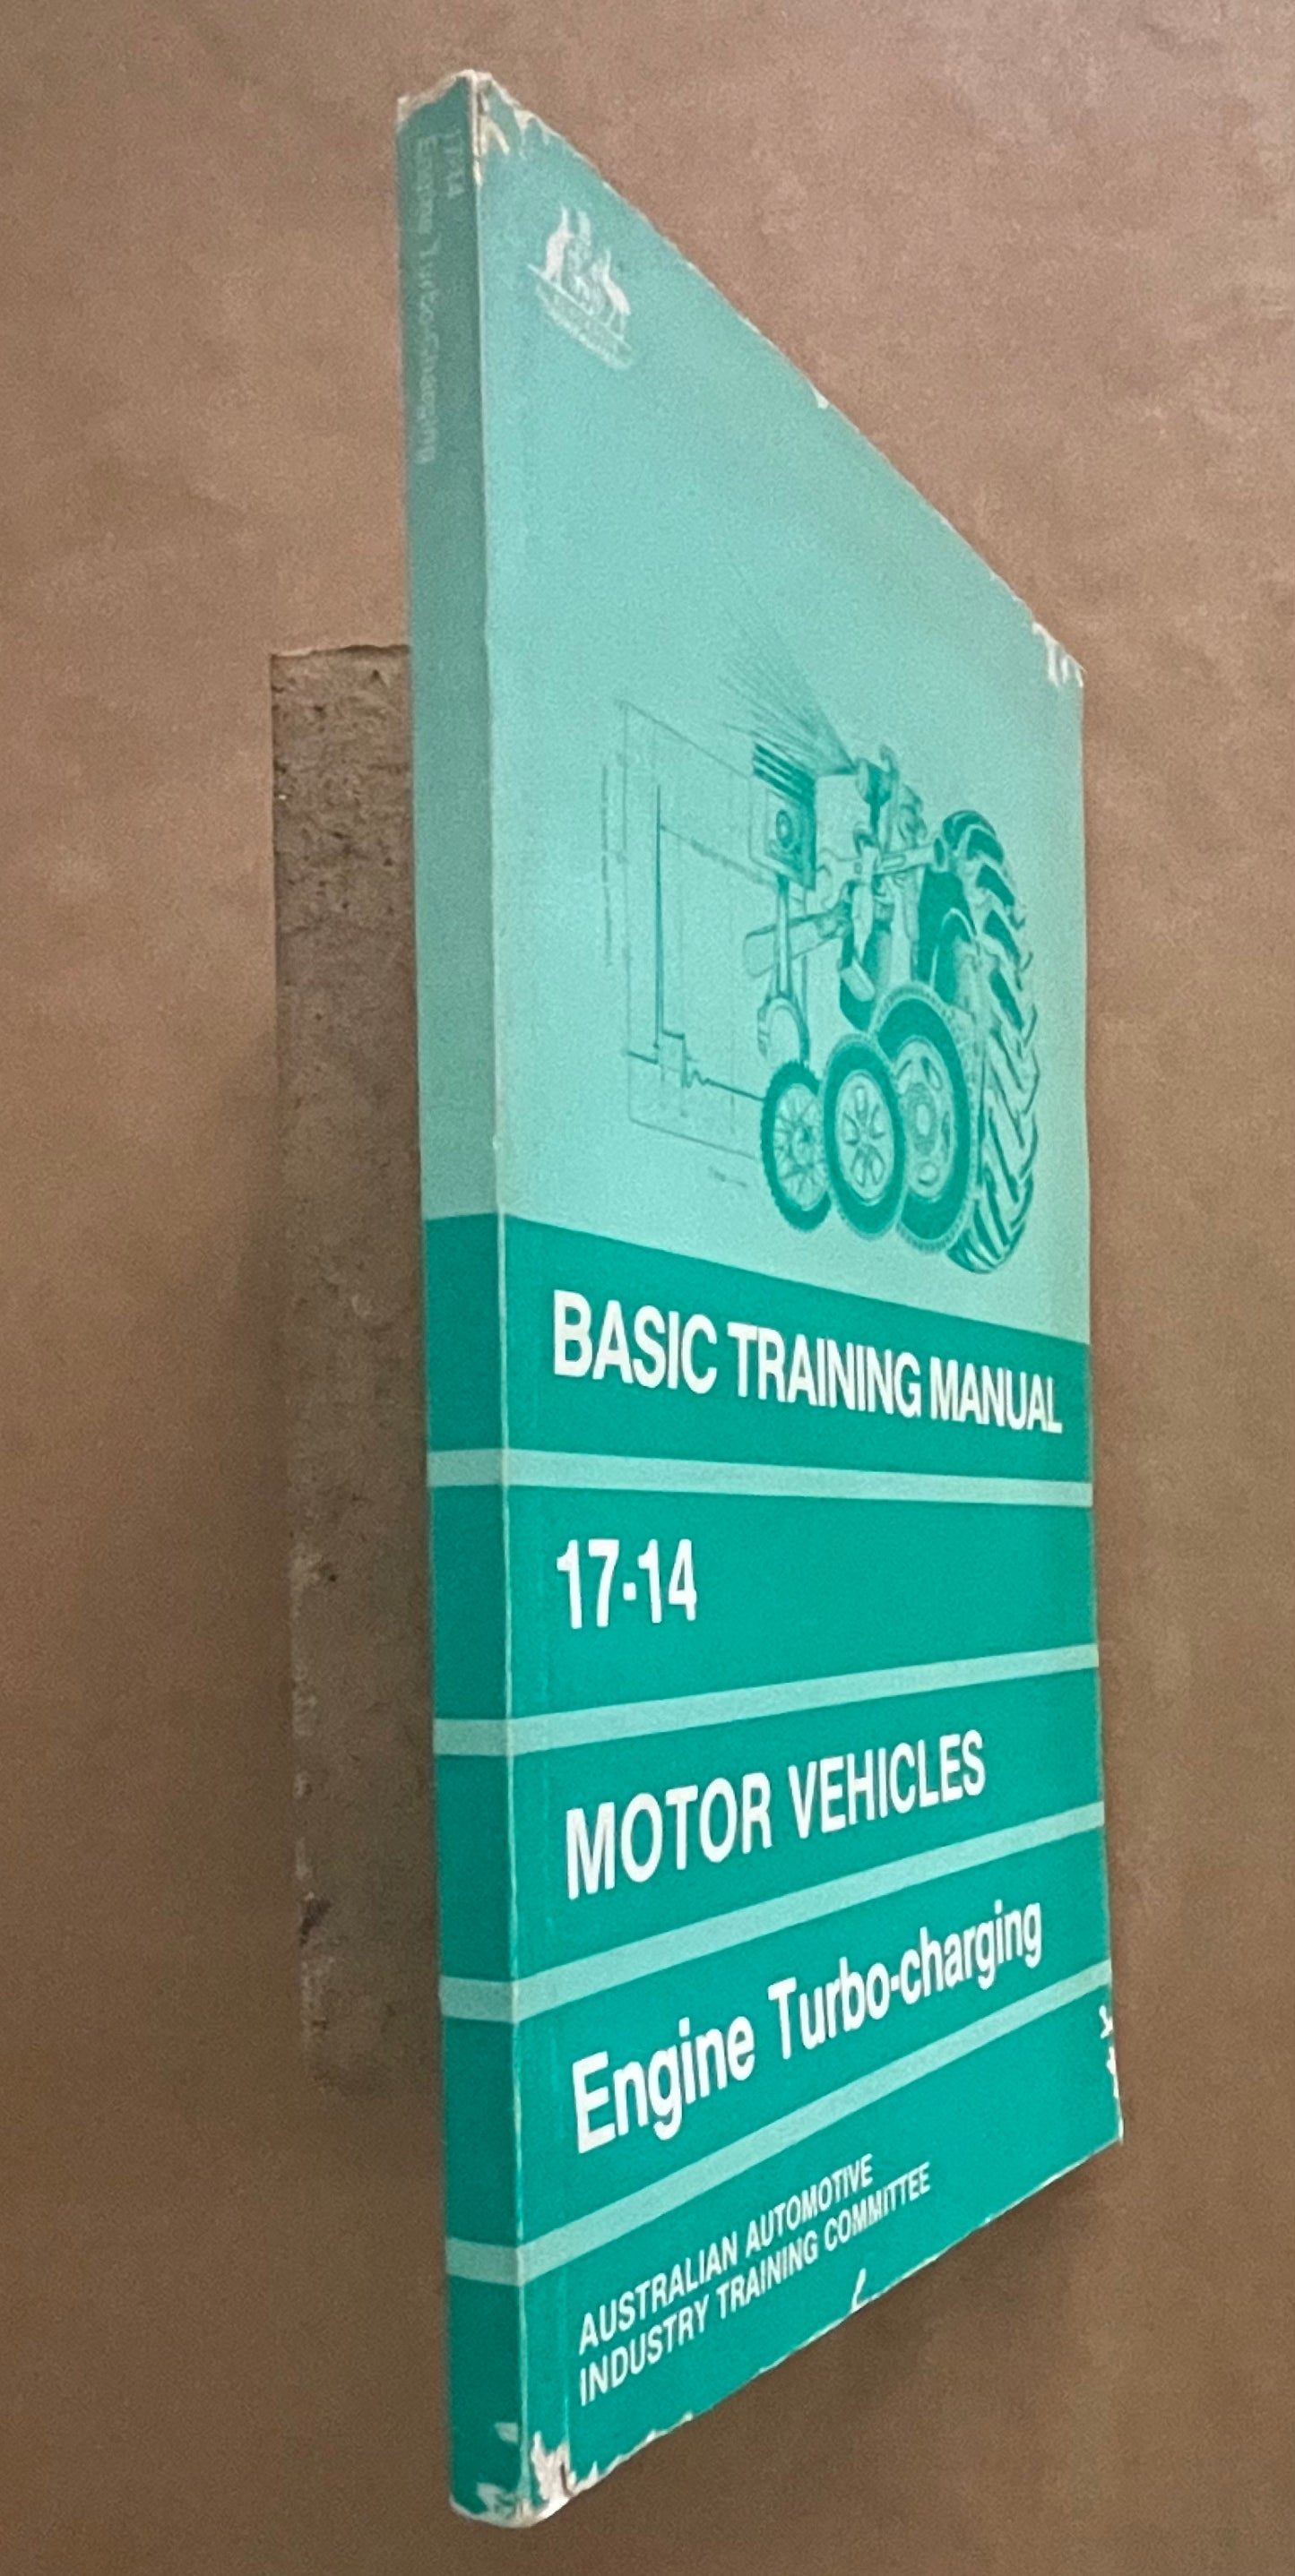 17-14
Engine Turbo-charging
BASIC TRAINING MANUAL
17-14
MOTOR VEHICLES
Engine Turbo-charging
AUSTRALIAN AUTOMOTIVE
INDUSTRY TRAINING COMMITTEE